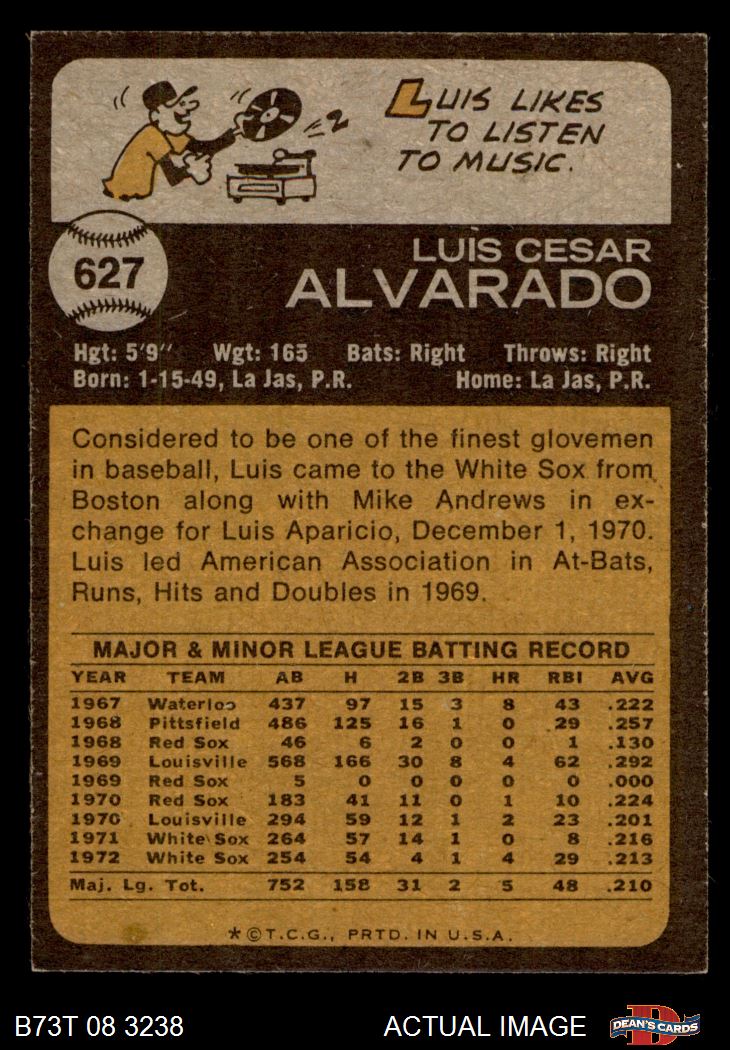 LUIS LIKES
TO LISTEN
TO MUSIC.
627
LUIS CESAR
ALVARADO
Hgt: 5'9" Wgt: 165 Bats: Right Throws: Right
Born: 1-15-49, La Jas, P.R. Home: La Jas, P.R.
Considered to be one of the finest glovemen
in baseball, Luis came to the White Sox from
Boston along with Mike Andrews in ex-
change for Luis Aparicio, December 1, 1970.
Luis led American Association in At-Bats,
Runs, Hits and Doubles in 1969.
MAJOR & MINOR LEAGUE BATTING RECORD
YEAR TEAM AB H 2B 3B HR RBI AVG
1967 Waterloo 437 97 15 3 8 43 .222
1968 Pittsfield 486 125 16 1 0 29 .257
1968 Red Sox 46 6 2 0 0 1 .130
1969 Louisville 568 166 30 8 4 62 .292
1969 Red Sox 5 0 0 0 0 0 .000
1970 Red Sox 183 41 11 0 1 10 .224
1970 Louisville 294 59 12 1 2 23 .201
1971 White Sox 264 57 14 1 0 8 .216
1972 White Sox 254 54 4 1 4 29 .213
Maj. Lg. Tot. 752 158 31 2 5 48 .210
*©T.C.G., PRTD. IN U.S.A.
B73T 08 3238 ACTUAL IMAGE DEAN'S CARDS